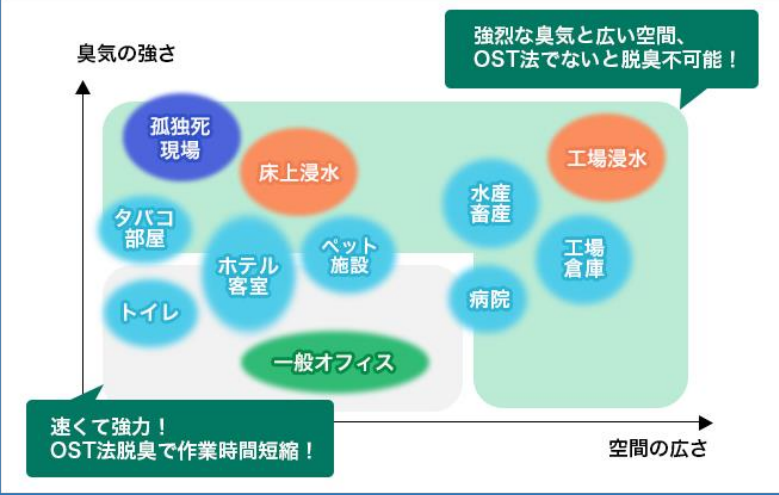 強烈な臭気と広い空間、
OST法でないと脱臭不可能！
臭気の強さ
孤独死
現場
床上浸水
工場浸水
水産
畜産
タバコ
部屋
ホテル
客室
ペット
施設
工場
倉庫
トイレ
病院
一般オフィス
速くて強力！
OST法脱臭で作業時間短縮！
空間の広さ